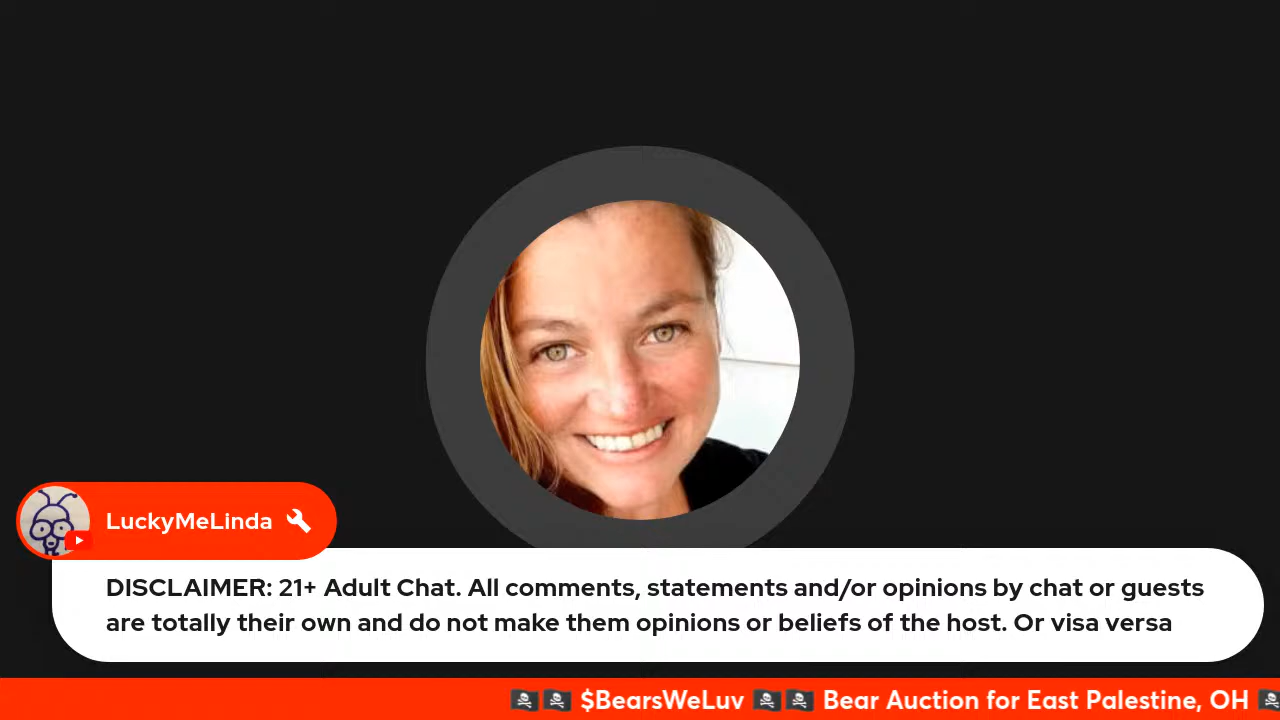 LuckyMeLinda
DISCLAIMER: 21+ Adult Chat. All comments, statements and/or opinions by chat or guests
are totally their own and do not make them opinions or beliefs of the host. Or visa versa
🏴‍☠️🏴‍☠️ $BearsWeLuv 🏴‍☠️🏴‍☠️ Bear Auction for East Palestine, OH 🏴‍☠️